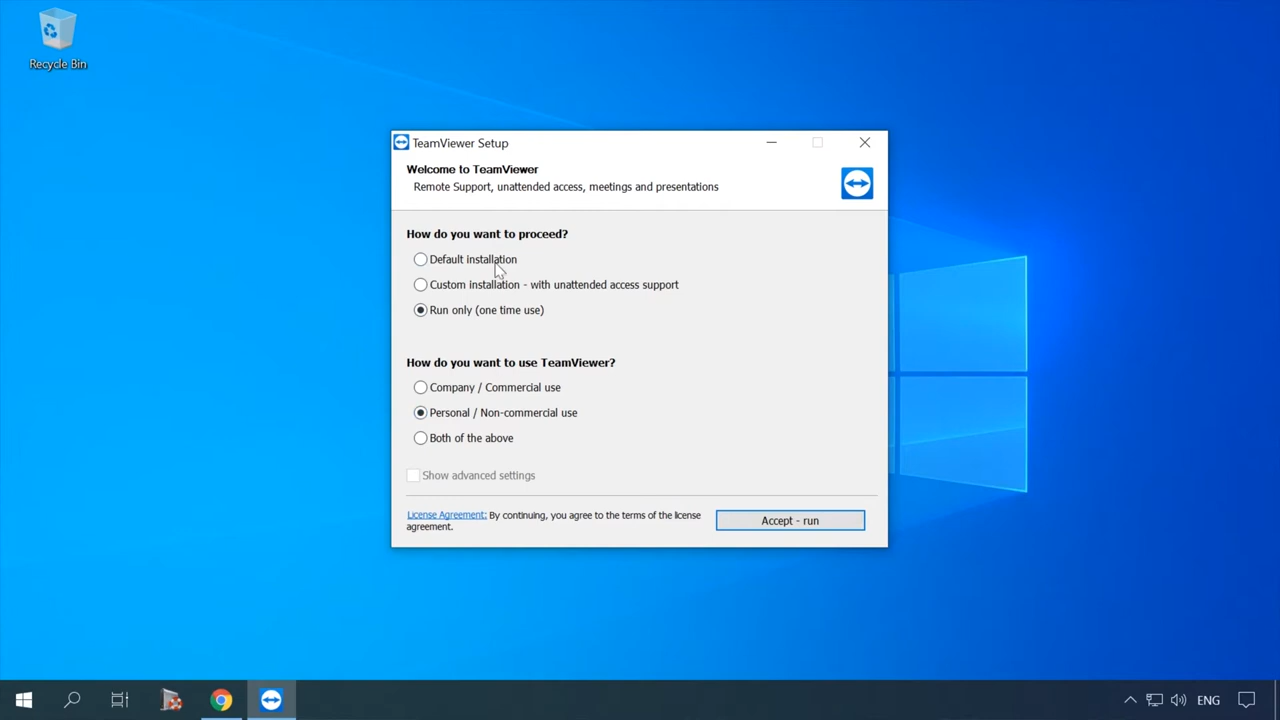 Recycle Bin
TeamViewer Setup
Welcome to TeamViewer
Remote Support, unattended access, meetings and presentations
How do you want to proceed?
Default installation
Custom installation - with unattended access support
Run only (one time use)
How do you want to use TeamViewer?
Company / Commercial use
Personal / Non-commercial use
Both of the above
Show advanced settings
License Agreement: By continuing, you agree to the terms of the license
agreement.
Accept - run
ENG